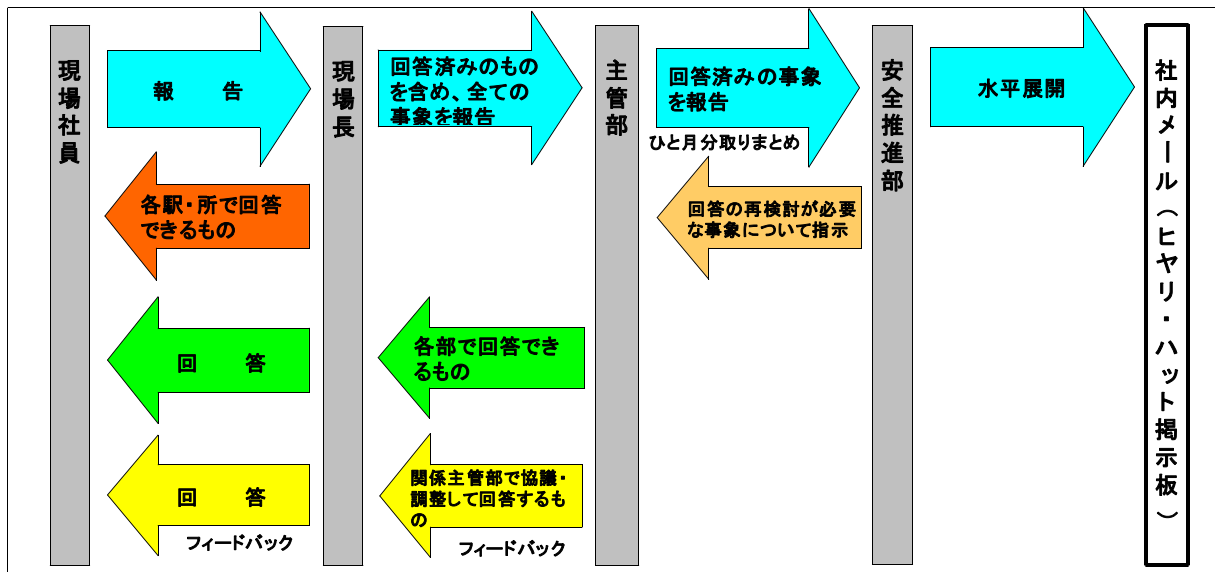 現場社員
報　　告
現場長
回答済みのもの
を含め、全ての
事象を報告
主管部
回答済みの事象
を報告
ひと月分取りまとめ
安全推進部
水平展開
社内メール（ヒヤリ・ハット掲示板）
各駅・所で回答
できるもの
回答の再検討が必要
な事象について指示
回　　答
各部で回答でき
るもの
回　　答
フィードバック
関係主管部で協議・
調整して回答するも
の
フィードバック